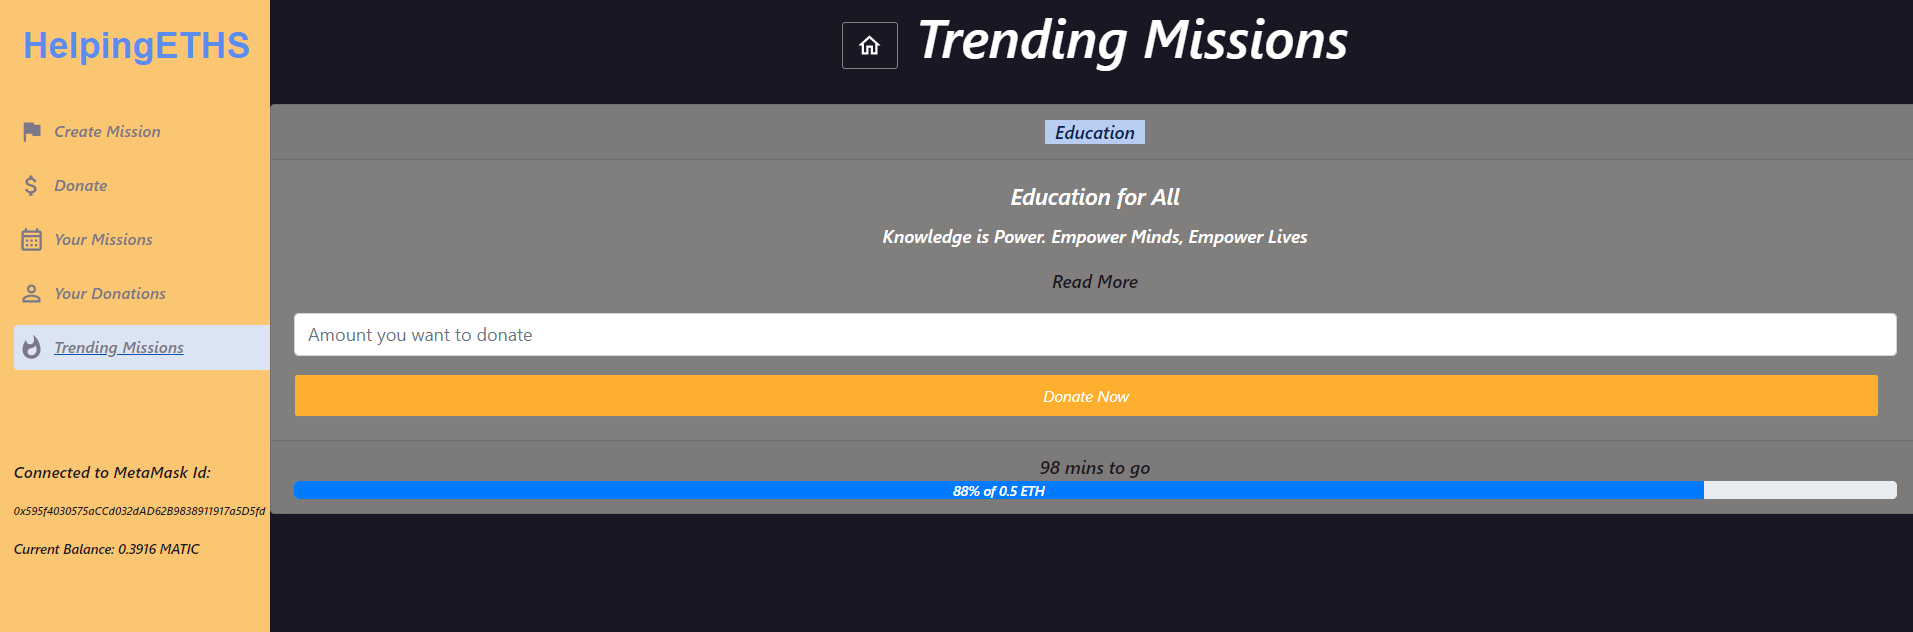 HelpingETHS
Create Mission
Donate
Your Missions
Your Donations
Trending Missions
Connected to MetaMask Id:
0x595f4030575aCCd032dAD62B9838911917a5D5fd
Current Balance: 0.3916 MATIC
Trending Missions
Education
Education for All
Knowledge is Power. Empower Minds, Empower Lives
Read More
Amount you want to donate
Donate Now
98 mins to go
88% of 0.5 ETH